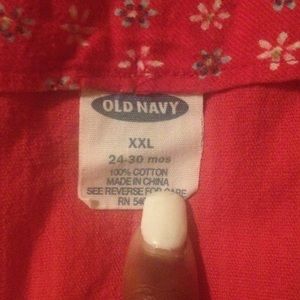 OLD NAVY
XXL
24-30 mos
100% COTTON
MADE IN CHINA
SEE REVERSE FOR CARE
RN